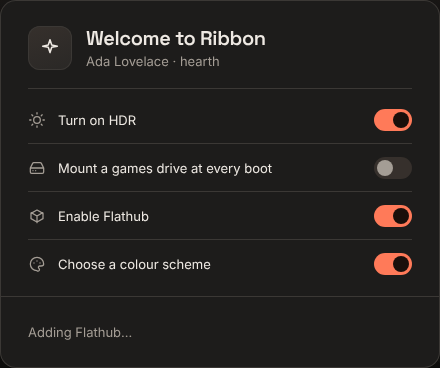 Welcome to Ribbon
Ada Lovelace · hearth
Turn on HDR
Mount a games drive at every boot
Enable Flathub
Choose a colour scheme
Adding Flathub...